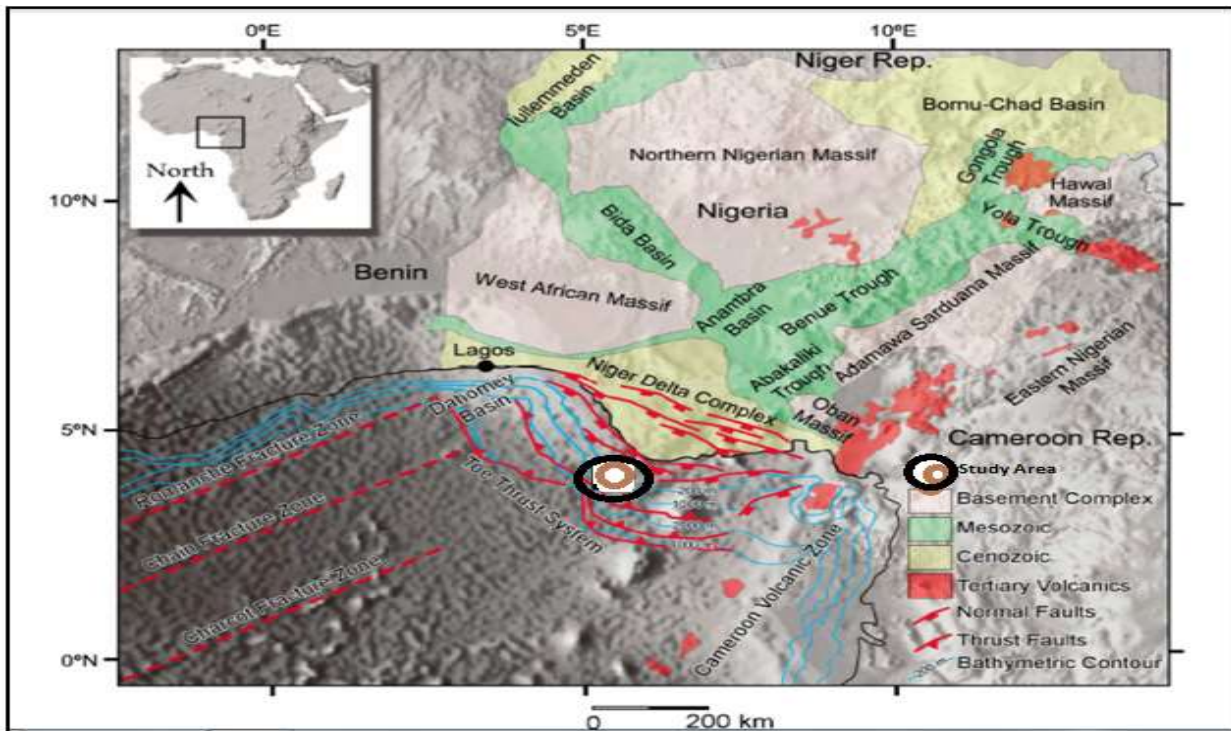 0ºE
5ºE
10ºE
Niger Rep.
Iullemmeden
Basin
Bornu-Chad Basin
North
Northern Nigerian Massif
Gongola
Trough
Hawal
Massif
10ºN
Nigeria
Yola Trough
Bida Basin
Benin
West African Massif
Anambra
Basin
Benue Trough
Adamawa Sarduana Massif
Lagos
Abakaliki
Trough
Eastern Nigerian
Massif
Niger Delta Complex
Dahomey
Basin
Oban
Massif
5ºN
Romanche Fracture Zone
Cameroon Rep.
Study Area
Toe Thrust System
Basement Complex
Chain Fracture Zone
Mesozoic
Cenozoic
Charcot Fracture Zone
Cameroon Volcanic Zone
Tertiary Volcanics
Normal Faults
Thrust Faults
0ºN
Bathymetric Contour
0ºE
5ºE
10ºE
0
200 km